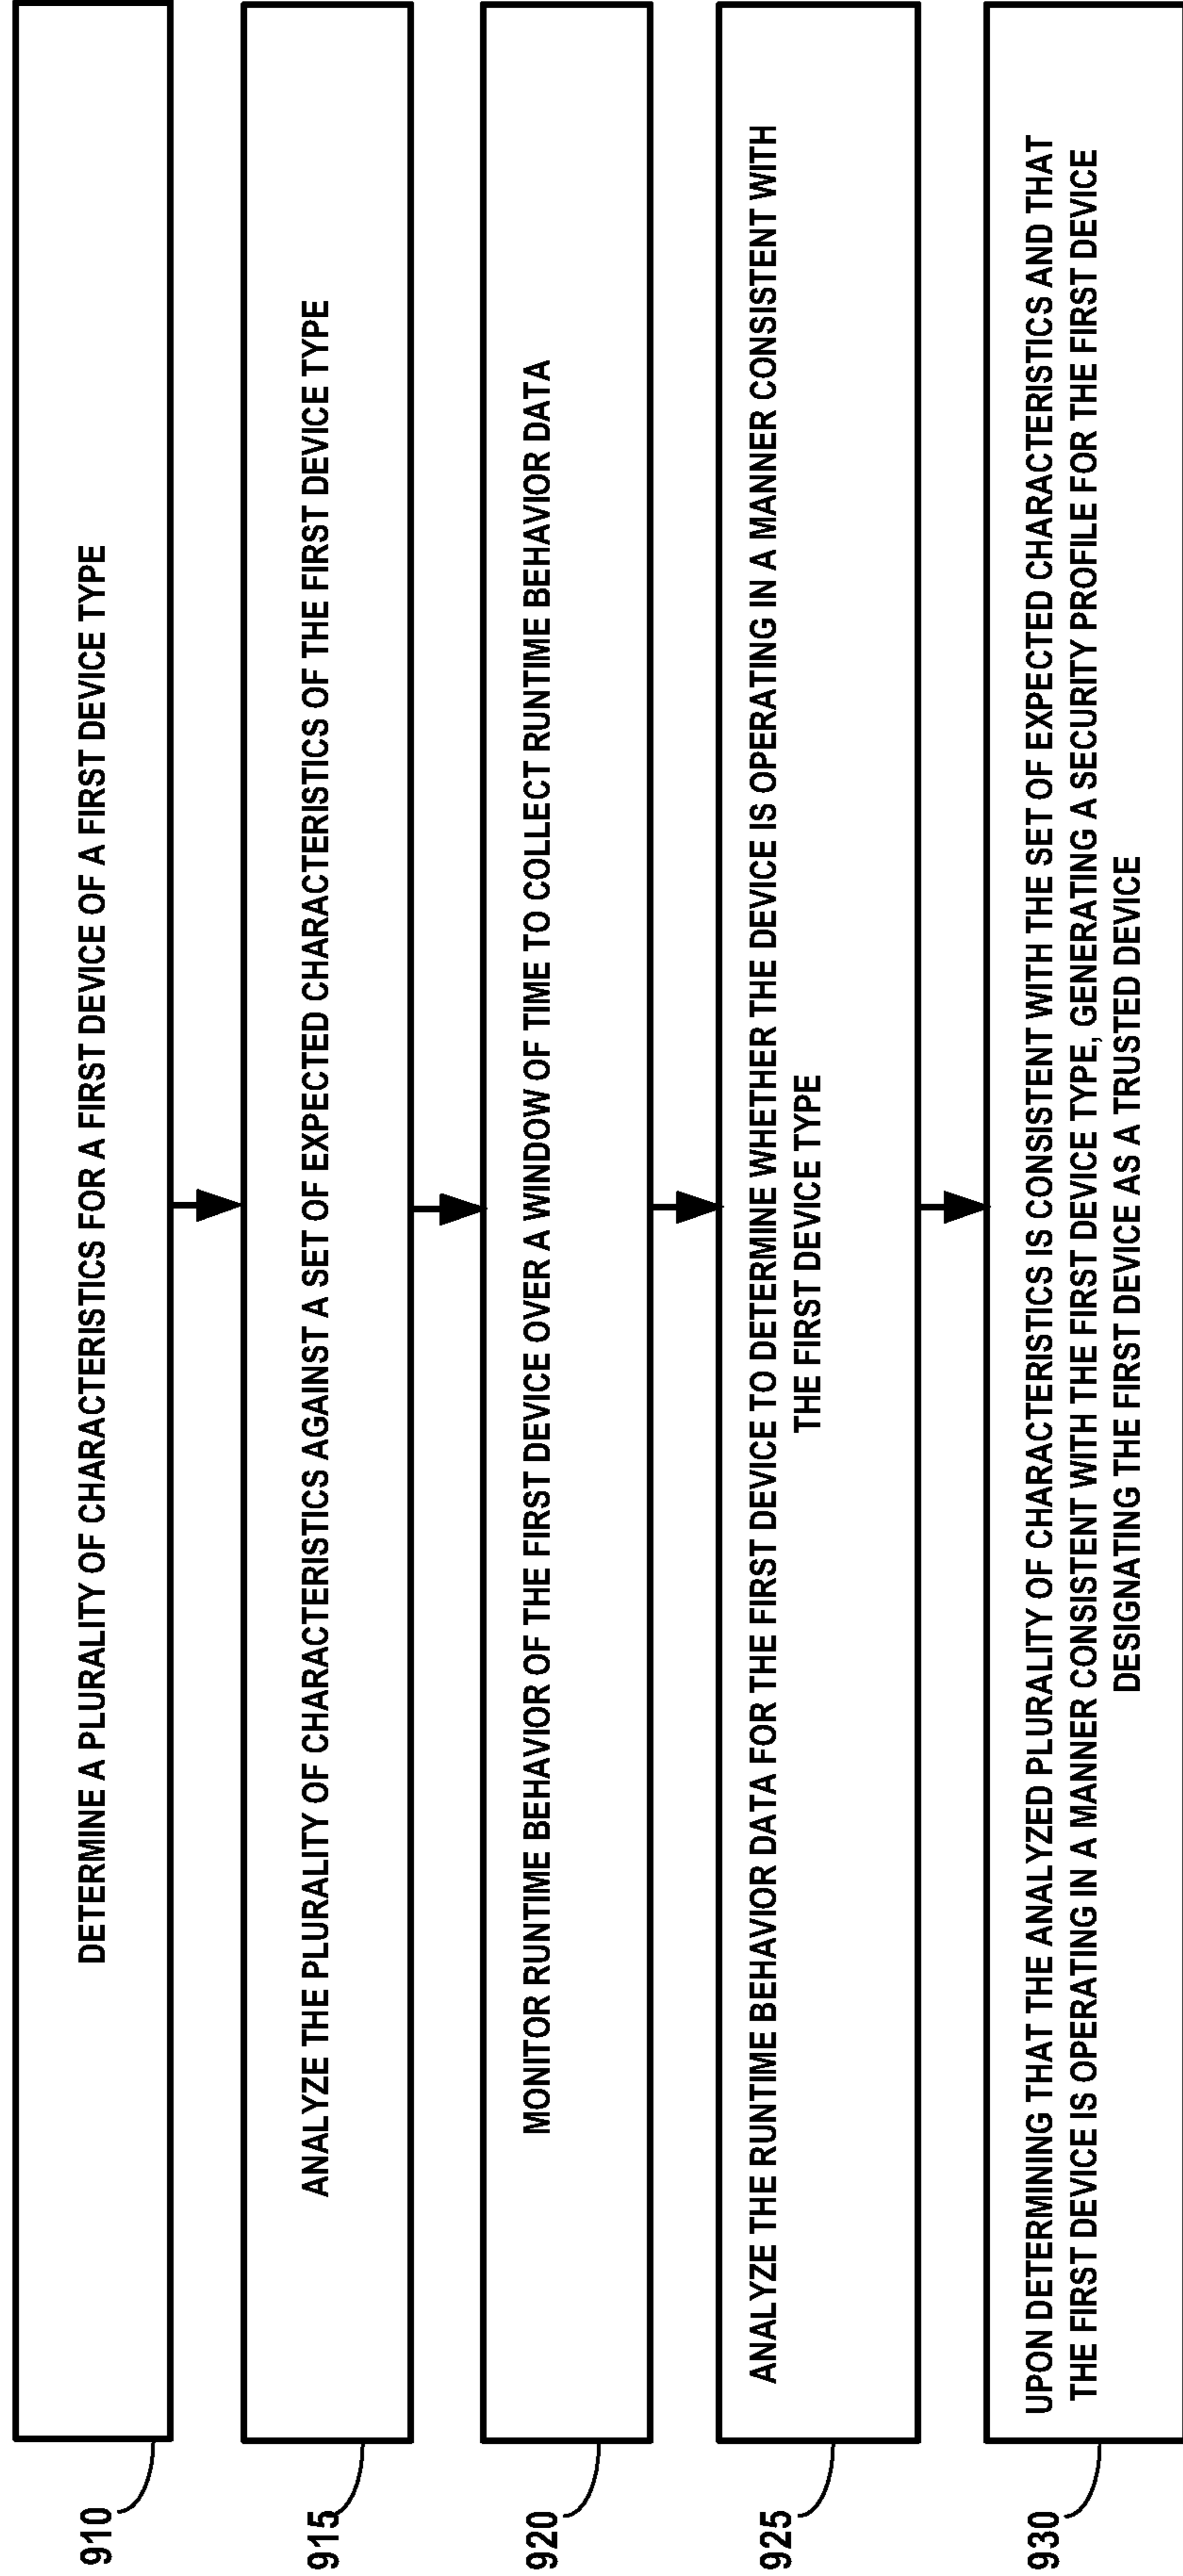 910
DETERMINE A PLURALITY OF CHARACTERISTICS FOR A FIRST DEVICE OF A FIRST DEVICE TYPE
915
ANALYZE THE PLURALITY OF CHARACTERISTICS AGAINST A SET OF EXPECTED CHARACTERISTICS OF THE FIRST DEVICE TYPE
920
MONITOR RUNTIME BEHAVIOR OF THE FIRST DEVICE OVER A WINDOW OF TIME TO COLLECT RUNTIME BEHAVIOR DATA
925
ANALYZE THE RUNTIME BEHAVIOR DATA FOR THE FIRST DEVICE TO DETERMINE WHETHER THE DEVICE IS OPERATING IN A MANNER CONSISTENT WITH
THE FIRST DEVICE TYPE
930
UPON DETERMINING THAT THE ANALYZED PLURALITY OF CHARACTERISTICS IS CONSISTENT WITH THE SET OF EXPECTED CHARACTERISTICS AND THAT
THE FIRST DEVICE IS OPERATING IN A MANNER CONSISTENT WITH THE FIRST DEVICE TYPE, GENERATING A SECURITY PROFILE FOR THE FIRST DEVICE
DESIGNATING THE FIRST DEVICE AS A TRUSTED DEVICE